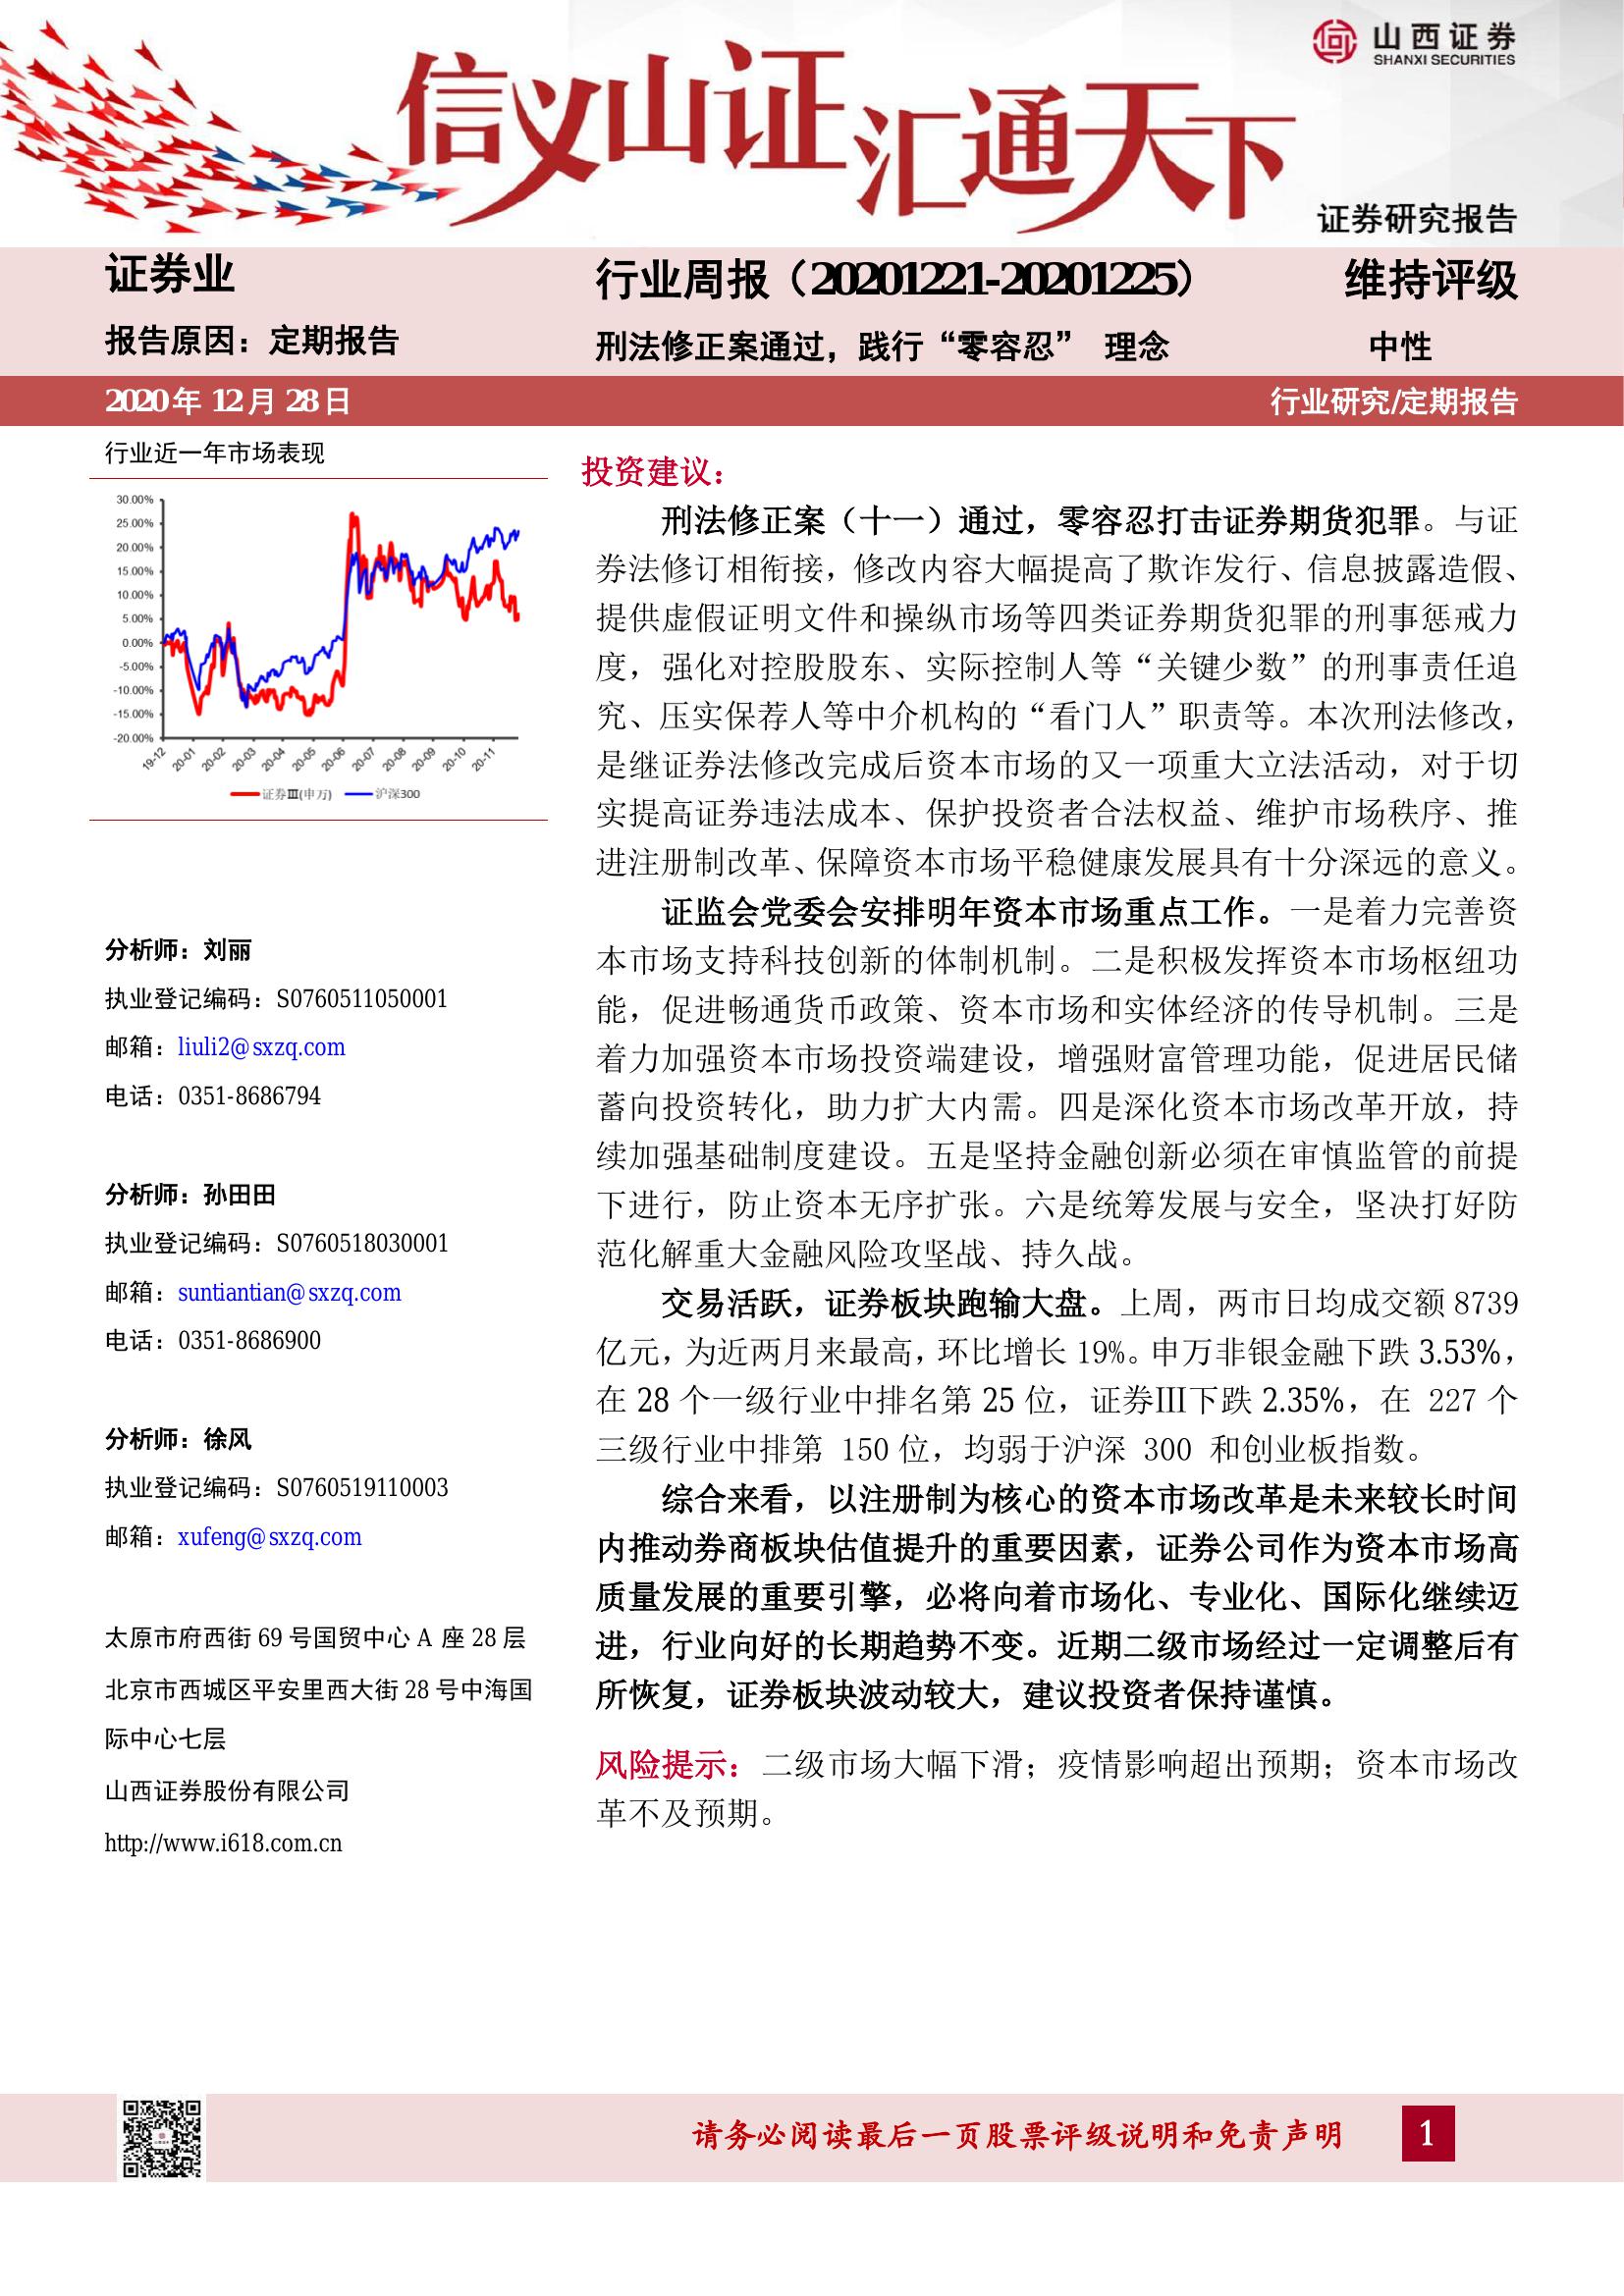 山西证券
SHANXI SECURITIES
信义山证汇通天下
证券研究报告
证券业
行业周报（20201221-20201225）
维持评级
报告原因：定期报告
刑法修正案通过，践行“零容忍” 理念
中性
2020年 12月 28日
行业研究/定期报告
行业近一年市场表现
30.00%
25.00%
20.00%
15.00%
10.00%
5.00%
0.00%
-5.00%
-10.00%
-15.00%
-20.00%
19-12 20-01 20-02 20-03 20-04 20-05 20-06 20-07 20-08 20-09 20-10 20-11
证券Ⅲ(申万) 沪深300
分析师：刘丽
执业登记编码：S0760511050001
邮箱：liuli2@sxzq.com
电话：0351-8686794
分析师：孙田田
执业登记编码：S0760518030001
邮箱：suntiantian@sxzq.com
电话：0351-8686900
分析师：徐风
执业登记编码：S0760519110003
邮箱：xufeng@sxzq.com
太原市府西街 69 号国贸中心 A 座 28 层
北京市西城区平安里西大街 28 号中海国
际中心七层
山西证券股份有限公司
http://www.i618.com.cn
投资建议：
刑法修正案（十一）通过，零容忍打击证券期货犯罪。与证
券法修订相衔接，修改内容大幅提高了欺诈发行、信息披露造假、
提供虚假证明文件和操纵市场等四类证券期货犯罪的刑事惩戒力
度，强化对控股股东、实际控制人等“关键少数”的刑事责任追
究、压实保荐人等中介机构的“看门人”职责等。本次刑法修改，
是继证券法修改完成后资本市场的又一项重大立法活动，对于切
实提高证券违法成本、保护投资者合法权益、维护市场秩序、推
进注册制改革、保障资本市场平稳健康发展具有十分深远的意义。
证监会党委会安排明年资本市场重点工作。一是着力完善资
本市场支持科技创新的体制机制。二是积极发挥资本市场枢纽功
能，促进畅通货币政策、资本市场和实体经济的传导机制。三是
着力加强资本市场投资端建设，增强财富管理功能，促进居民储
蓄向投资转化，助力扩大内需。四是深化资本市场改革开放，持
续加强基础制度建设。五是坚持金融创新必须在审慎监管的前提
下进行，防止资本无序扩张。六是统筹发展与安全，坚决打好防
范化解重大金融风险攻坚战、持久战。
交易活跃，证券板块跑输大盘。上周，两市日均成交额 8739
亿元，为近两月来最高，环比增长 19%。申万非银金融下跌 3.53%，
在 28 个一级行业中排名第 25 位，证券Ⅲ下跌 2.35%，在 227 个
三级行业中排第 150 位，均弱于沪深 300 和创业板指数。
综合来看，以注册制为核心的资本市场改革是未来较长时间
内推动券商板块估值提升的重要因素，证券公司作为资本市场高
质量发展的重要引擎，必将向着市场化、专业化、国际化继续迈
进，行业向好的长期趋势不变。近期二级市场经过一定调整后有
所恢复，证券板块波动较大，建议投资者保持谨慎。
风险提示：二级市场大幅下滑；疫情影响超出预期；资本市场改
革不及预期。
请务必阅读最后一页股票评级说明和免责声明
1